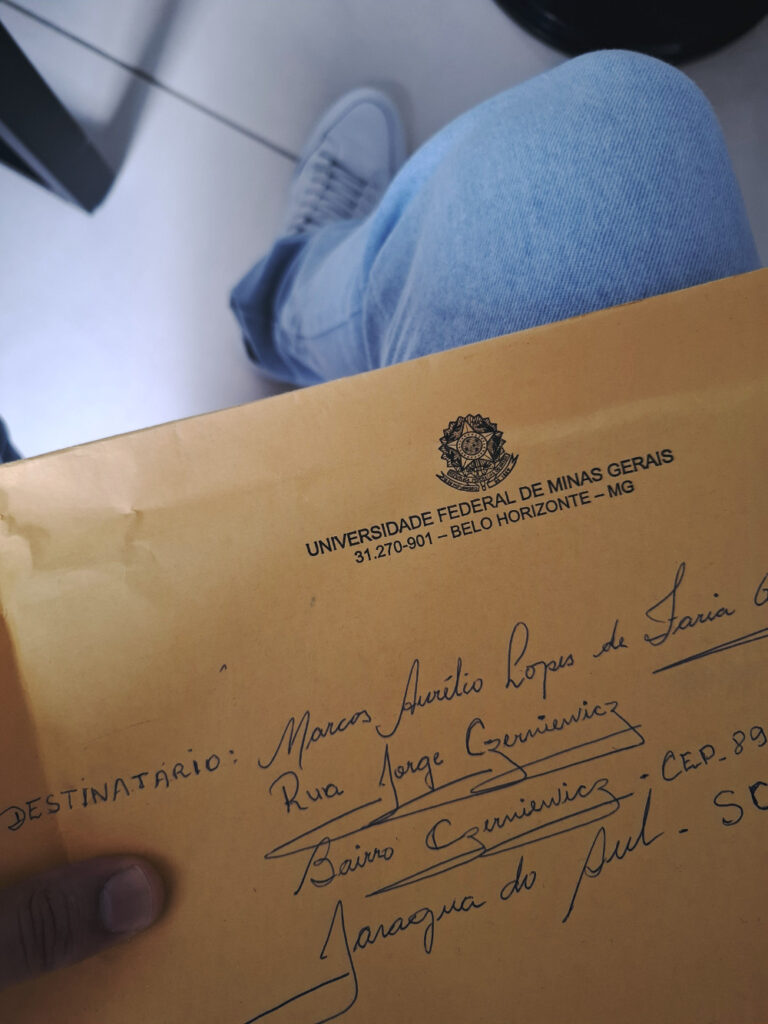 UNIVERSIDADE FEDERAL DE MINAS GERAIS
31.270-901 – BELO HORIZONTE – MG
DESTINATÁRIO: Marcos Aurélio Lopes de Faria
Rua Jorge Czerniewicz
Bairro Czerniewicz - CEP. 89
Jaraguá do Sul - SC